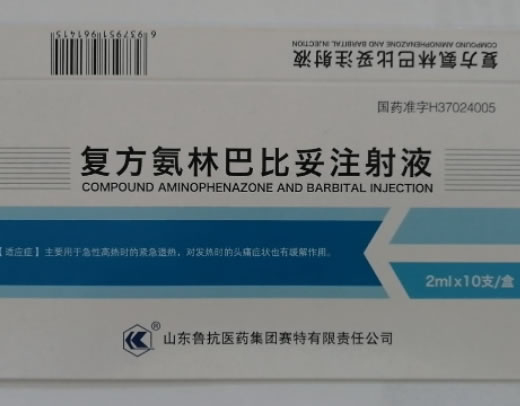 6 937951 961415
复方氨林巴比妥注射液
COMPOUND AMINOPHENAZONE AND BARBITAL INJECTION
国药准字H37024005
复方氨林巴比妥注射液
COMPOUND AMINOPHENAZONE AND BARBITAL INJECTION
【适应症】主要用于急性高热时的紧急退热,对发热时的头痛症状也有缓解作用。
2ml x 10支/盒
®
山东鲁抗医药集团赛特有限责任公司